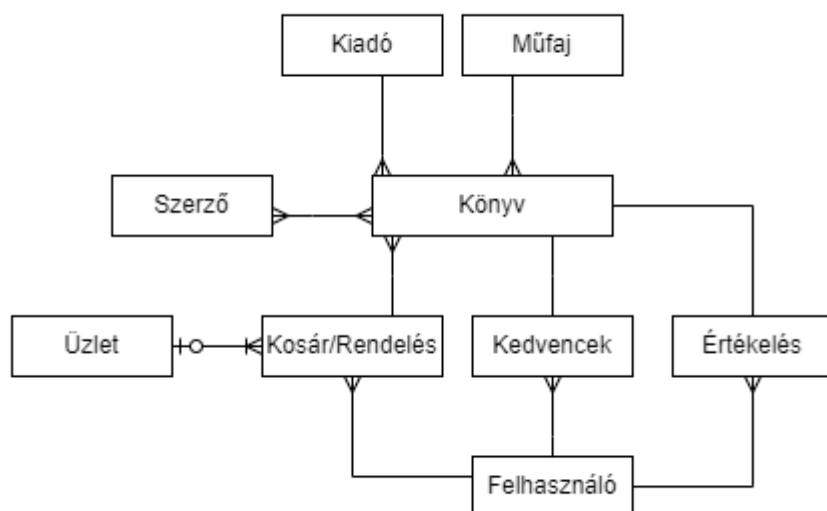 Kiadó
Műfaj
Szerző
Könyv
Üzlet
Kosár/Rendelés
Kedvencek
Értékelés
Felhasználó